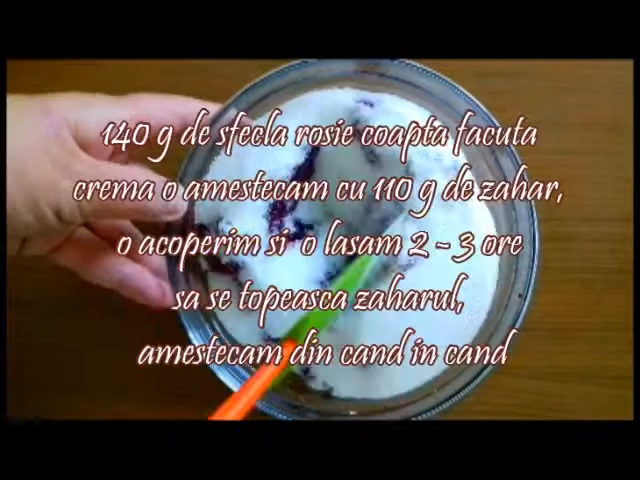 140 g de sfecla rosie coapta facuta
crema o amestecam cu 110 g de zahar,
o acoperim si o lasam 2 - 3 ore
sa se topeasca zaharul,
amestecam din cand in cand